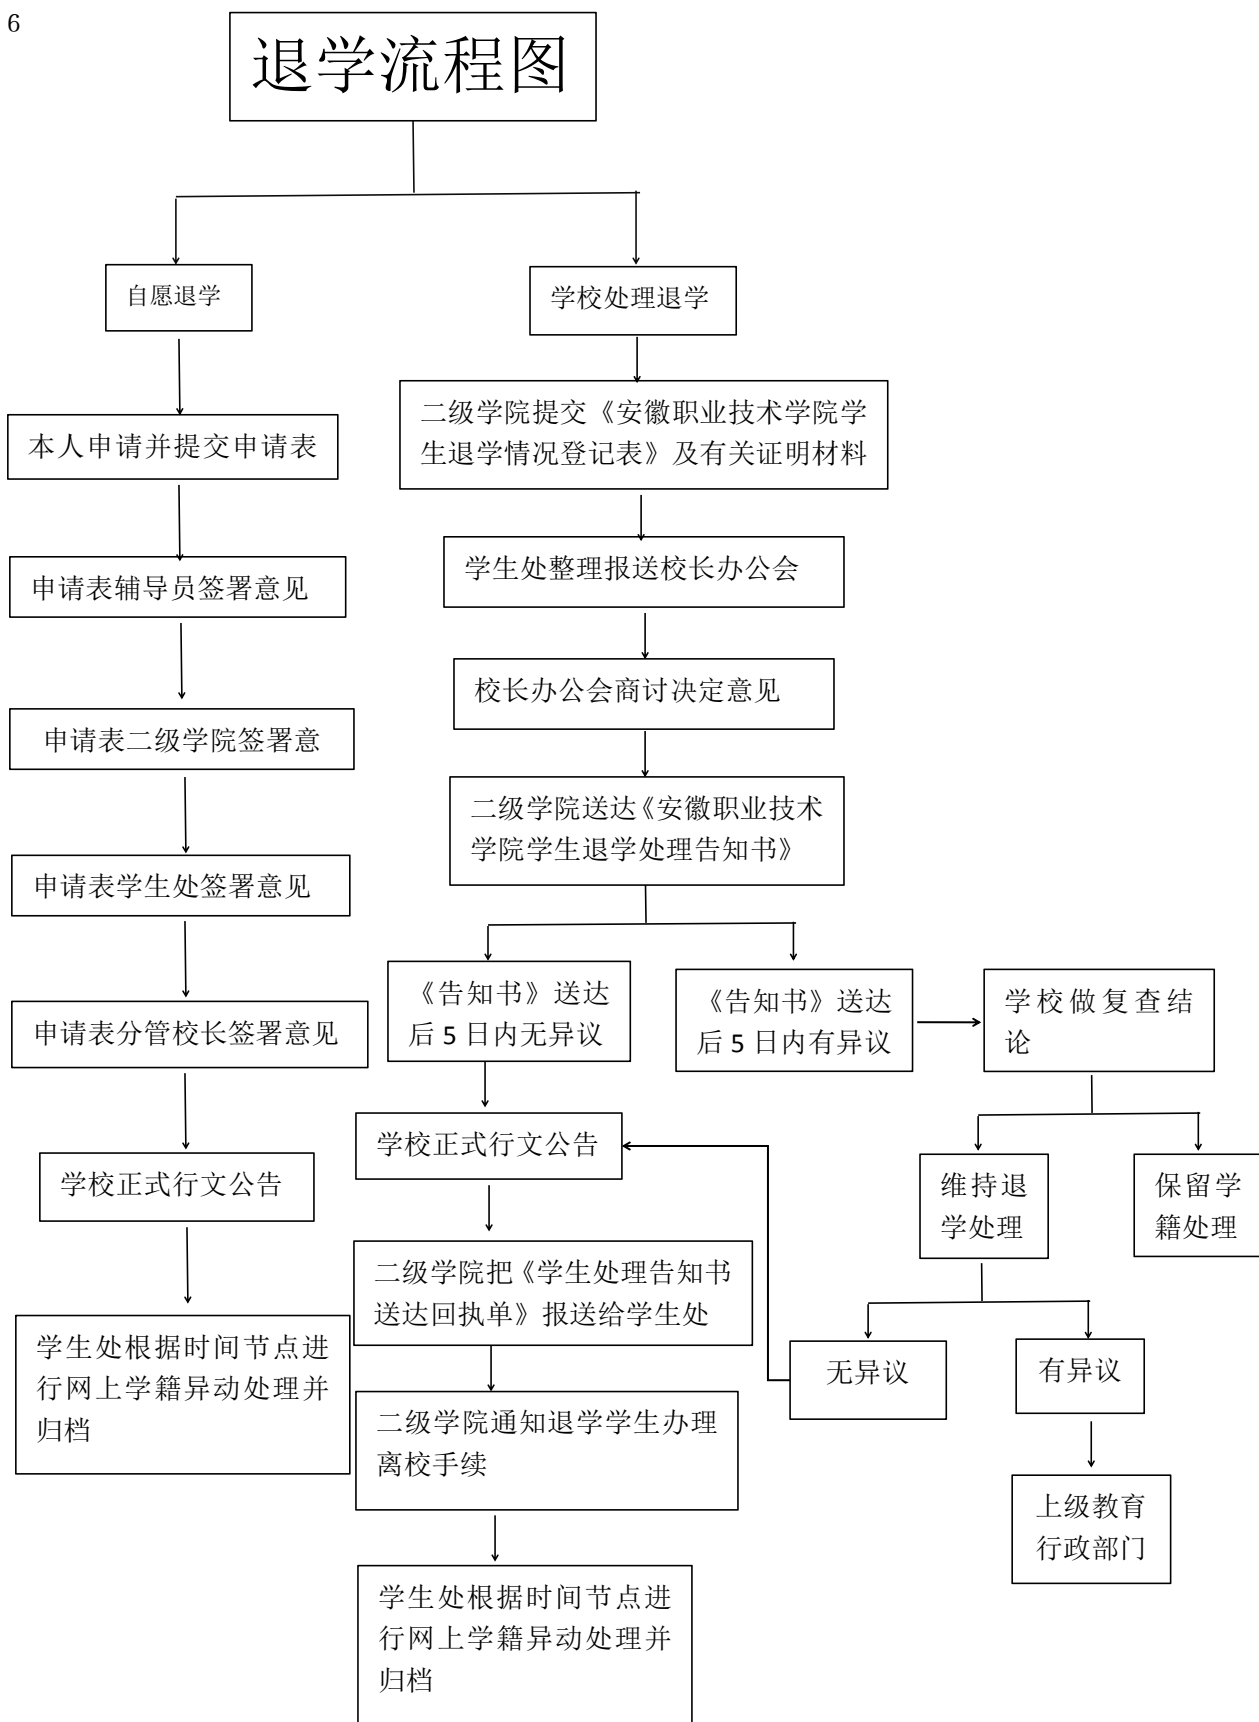 6
退学流程图
自愿退学
学校处理退学
本人申请并提交申请表
二级学院提交《安徽职业技术学院学
生退学情况登记表》及有关证明材料
申请表辅导员签署意见
学生处整理报送校长办公会
申请表二级学院签署意
校长办公会商讨决定意见
申请表学生处签署意见
二级学院送达《安徽职业技术
学院学生退学处理告知书》
申请表分管校长签署意见
《告知书》送达
后 5 日内无异议
《告知书》送达
后 5 日内有异议
学校做复查结
论
学校正式行文公告
学校正式行文公告
维持退
学处理
保留学
籍处理
二级学院把《学生处理告知书
送达回执单》报送给学生处
学生处根据时间节点进
行网上学籍异动处理并
归档
无异议
有异议
二级学院通知退学学生办理
离校手续
上级教育
行政部门
学生处根据时间节点进
行网上学籍异动处理并
归档